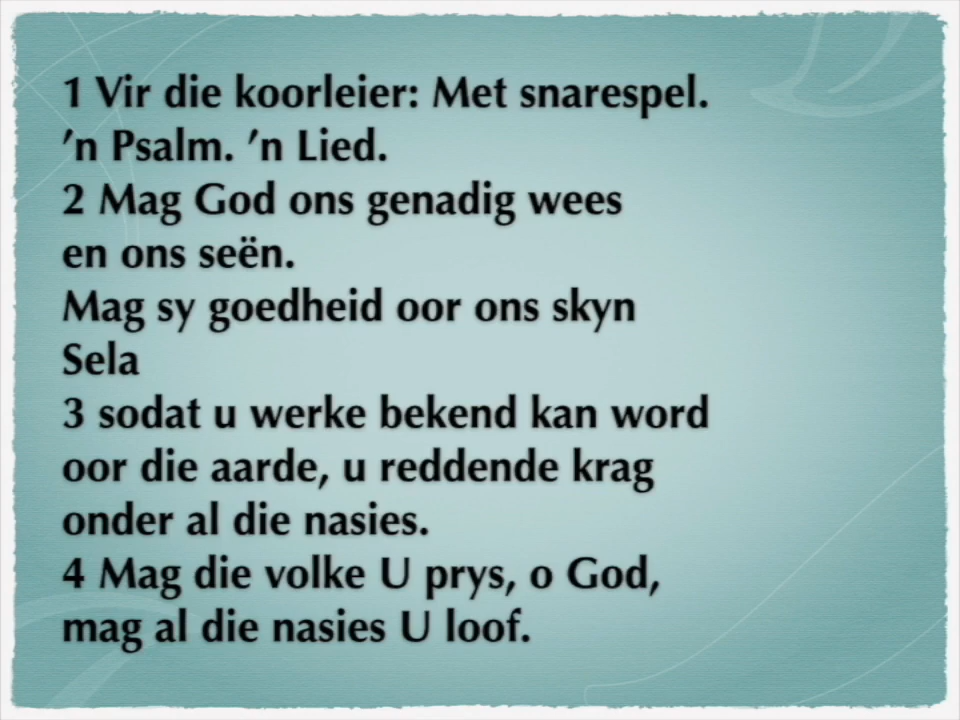 1 Vir die koorleier: Met snarespel.
’n Psalm. ’n Lied.
2 Mag God ons genadig wees
en ons seën.
Mag sy goedheid oor ons skyn
Sela
3 sodat u werke bekend kan word
oor die aarde, u reddende krag
onder al die nasies.
4 Mag die volke U prys, o God,
mag al die nasies U loof.